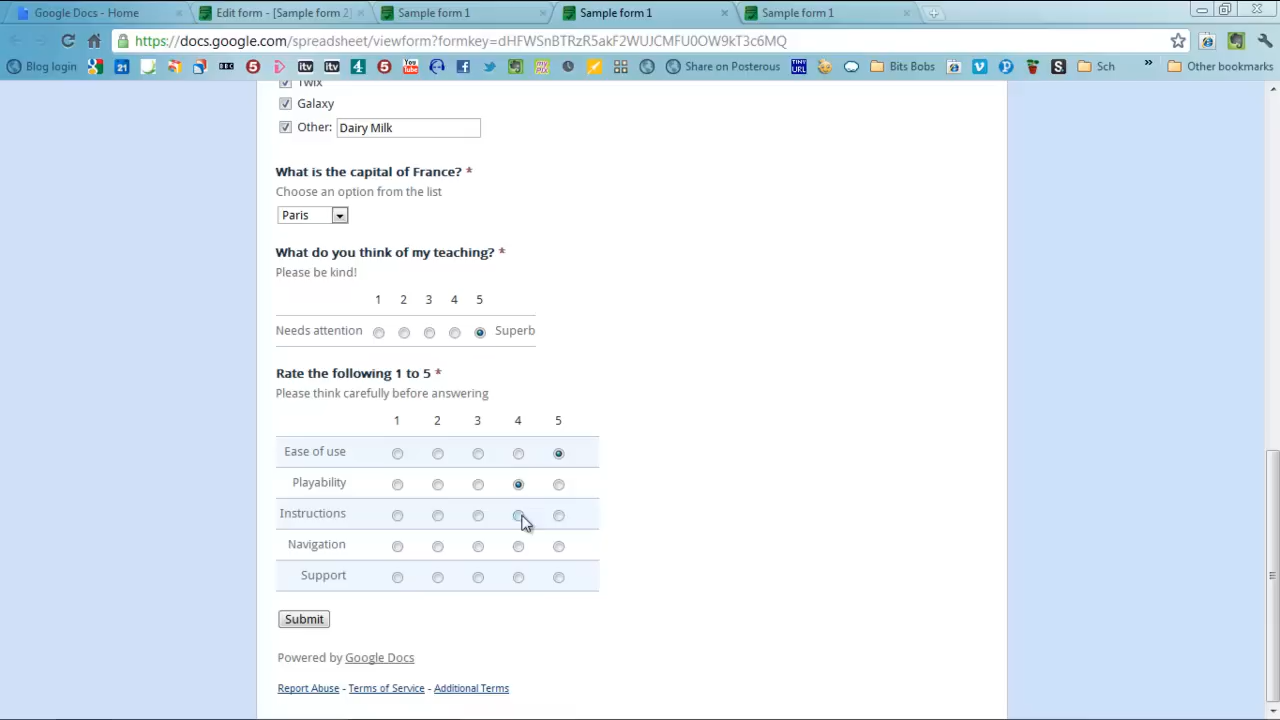 Google Docs - Home
Edit form - [Sample form 2]
Sample form 1
Sample form 1
Sample form 1
https://docs.google.com/spreadsheet/viewform?formkey=dHFWSnBTRzR5akF2WUJCMFU0OW9kT3c6MQ
Blog login
Share on Posterous
Bits Bobs
Sch
»
Other bookmarks
Twix
Galaxy
Other: Dairy Milk
What is the capital of France? *
Choose an option from the list
Paris
What do you think of my teaching? *
Please be kind!
1 2 3 4 5
Needs attention Superb
Rate the following 1 to 5 *
Please think carefully before answering
1 2 3 4 5
Ease of use
Playability
Instructions
Navigation
Support
Submit
Powered by Google Docs
Report Abuse - Terms of Service - Additional Terms